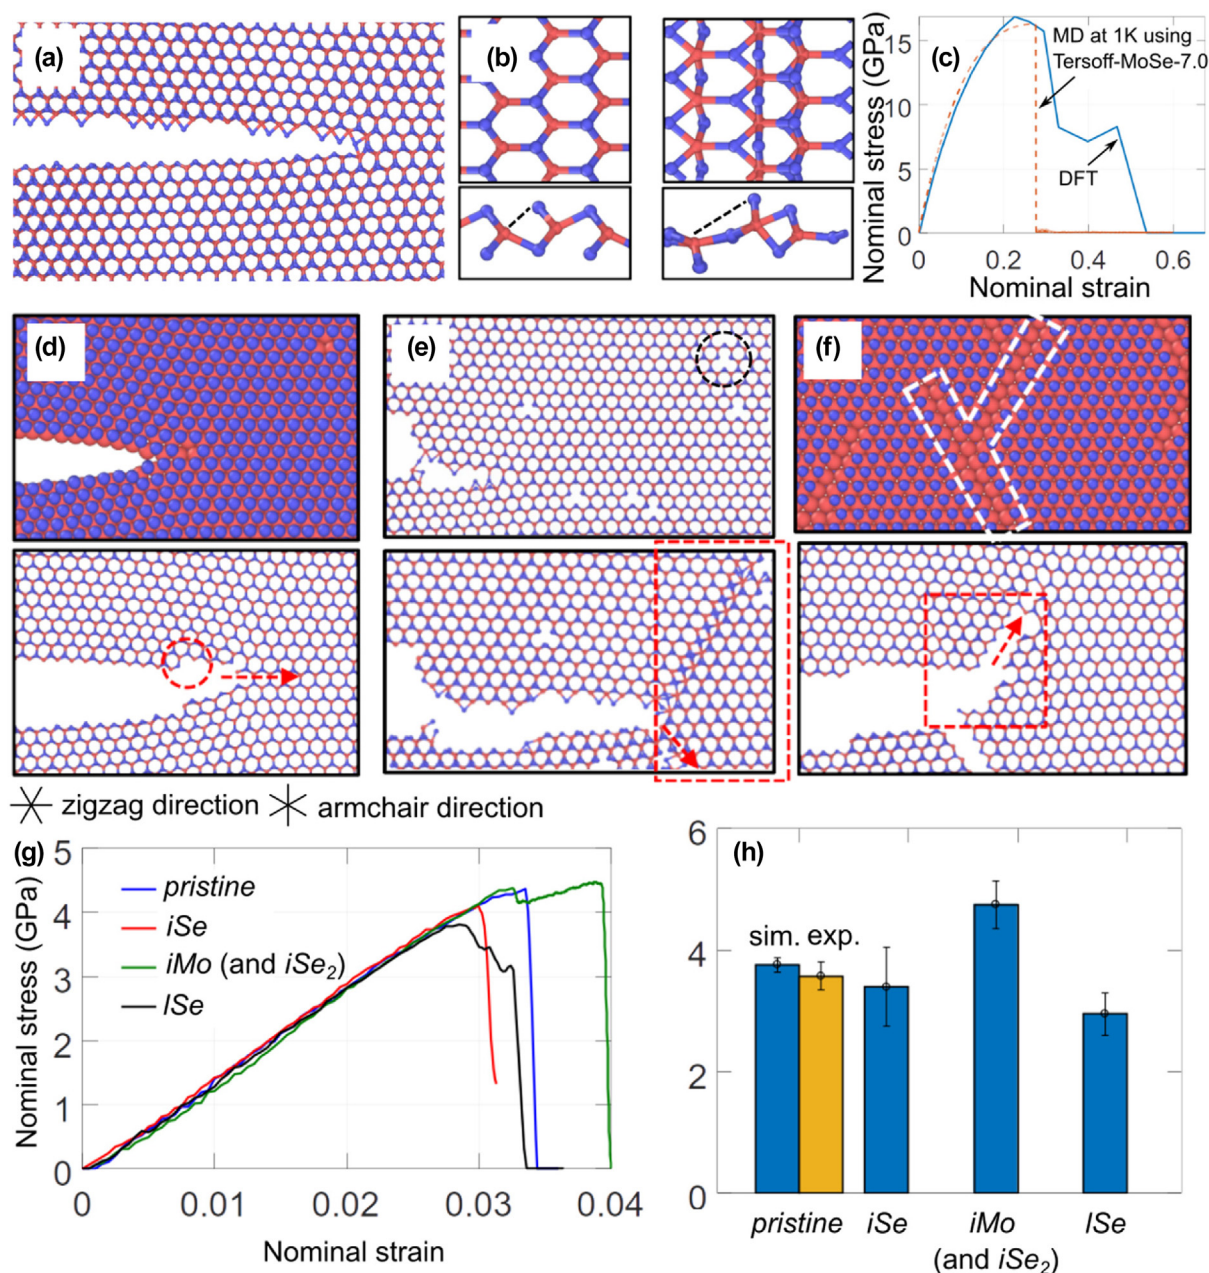 (a)
(b)
(c)
MD at 1K using
Tersoff-MoSe-7.0
DFT
Nominal stress (GPa)
15
10
5
0
0
0.2
0.4
0.6
Nominal strain
(d)
(e)
(f)
zigzag direction
armchair direction
(g)
Nominal stress (GPa)
5
4
3
2
1
0
pristine
iSe
iMo (and iSe₂)
lSe
0
0.01
0.02
0.03
0.04
Nominal strain
(h)
6
4
2
0
sim. exp.
pristine
iSe
iMo
(and iSe₂)
lSe